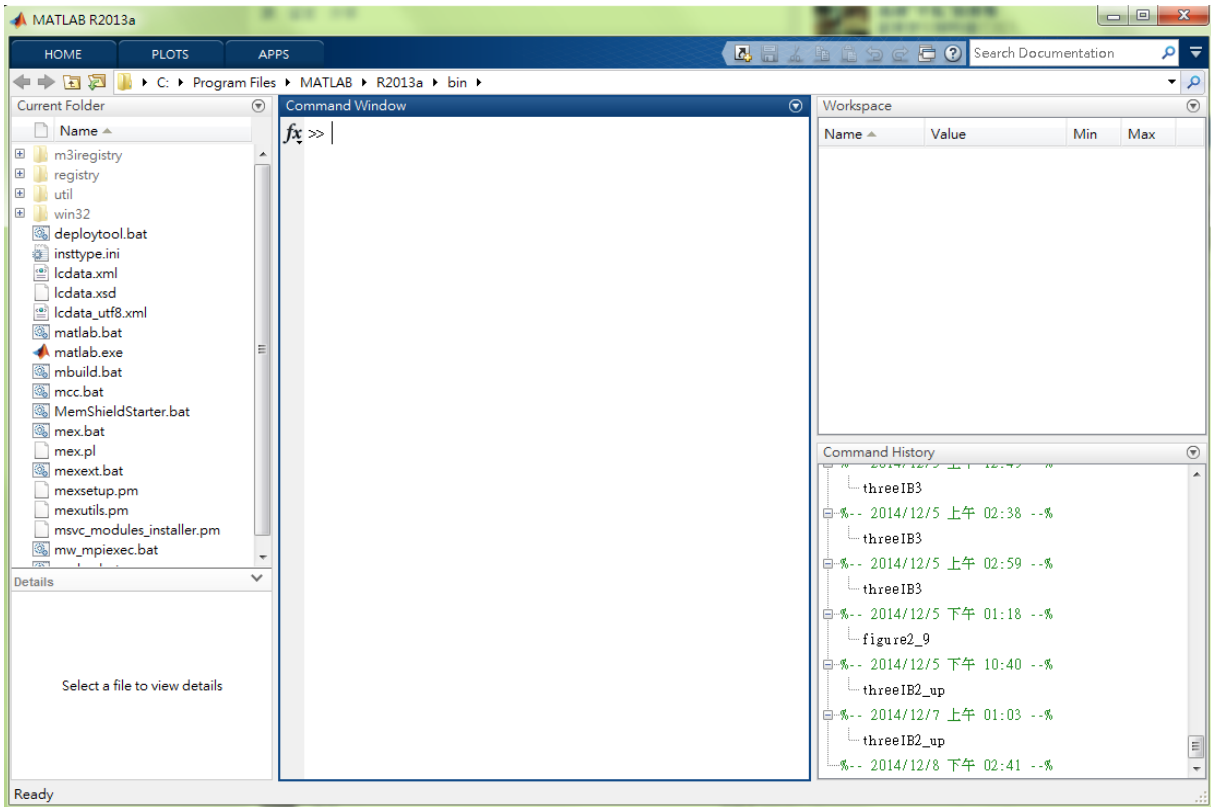 MATLAB R2013a
HOME PLOTS APPS
Search Documentation
C: Program Files MATLAB R2013a bin
Current Folder
Name
m3iregistry
registry
util
win32
deploytool.bat
insttype.ini
lcdata.xml
lcdata.xsd
lcdata_utf8.xml
matlab.bat
matlab.exe
mbuild.bat
mcc.bat
MemShieldStarter.bat
mex.bat
mex.pl
mexext.bat
mexsetup.pm
mexutils.pm
msvc_modules_installer.pm
mw_mpiexec.bat
Details
Select a file to view details
Command Window
fx >>
Workspace
Name Value Min Max
Command History
threeIB3
%-- 2014/12/5 上午 02:38 --%
threeIB3
%-- 2014/12/5 上午 02:59 --%
threeIB3
%-- 2014/12/5 下午 01:18 --%
figure2_9
%-- 2014/12/5 下午 10:40 --%
threeIB2_up
%-- 2014/12/7 上午 01:03 --%
threeIB2_up
%-- 2014/12/8 下午 02:41 --%
Ready